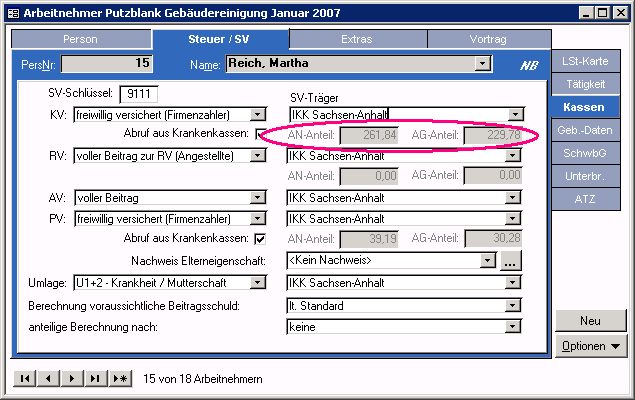 Arbeitnehmer Putzblank Gebäudereinigung Januar 2007
Person Steuer / SV Extras Vortrag
PersNr: 15 Name: Reich, Martha NB
LSt-Karte
Tätigkeit
Kassen
Geb.-Daten
SchwbG
Unterbr.
ATZ
SV-Schlüssel: 9111 SV-Träger
KV: freiwillig versichert (Firmenzahler) IKK Sachsen-Anhalt
Abruf aus Krankenkassen: AN-Anteil: 261,84 AG-Anteil: 229,78
RV: voller Beitrag zur RV (Angestellte) IKK Sachsen-Anhalt
AN-Anteil: 0,00 AG-Anteil: 0,00
AV: voller Beitrag IKK Sachsen-Anhalt
PV: freiwillig versichert (Firmenzahler) IKK Sachsen-Anhalt
Abruf aus Krankenkassen: AN-Anteil: 39,19 AG-Anteil: 30,28
Nachweis Elterneigenschaft: <Kein Nachweis> ...
Umlage: U1+2 - Krankheit / Mutterschaft IKK Sachsen-Anhalt
Berechnung voraussichtliche Beitragsschuld: lt. Standard
anteilige Berechnung nach: keine
Neu
Optionen
15 von 18 Arbeitnehmern